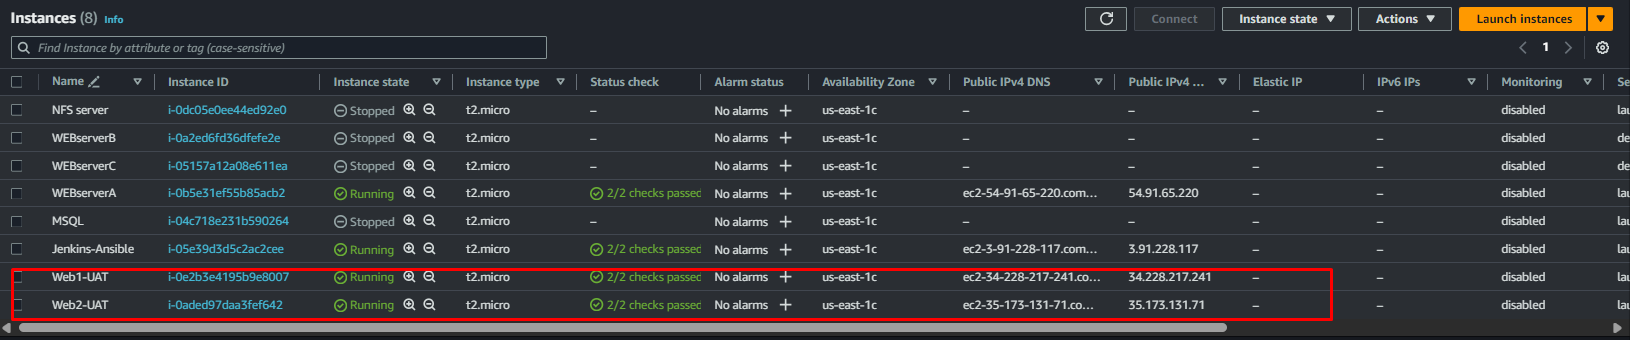 Instances (8) Info
Connect Instance state Actions Launch instances
Find Instance by attribute or tag (case-sensitive)
1
Name Instance ID Instance state Instance type Status check Alarm status Availability Zone Public IPv4 DNS Public IPv4 ... Elastic IP IPv6 IPs Monitoring Se
NFS server i-0dc05e0ee44ed92e0 Stopped t2.micro – No alarms + us-east-1c – – – – disabled lau
WEBserverB i-0a2ed6fd36dfefe2e Stopped t2.micro – No alarms + us-east-1c – – – – disabled de
WEBserverC i-05157a12a08e611ea Stopped t2.micro – No alarms + us-east-1c – – – – disabled de
WEBserverA i-0b5e31ef55b85acb2 Running t2.micro 2/2 checks passed No alarms + us-east-1c ec2-54-91-65-220.com... 54.91.65.220 – – disabled lau
MSQL i-04c718e231b590264 Stopped t2.micro – No alarms + us-east-1c – – – – disabled lau
Jenkins-Ansible i-05e39d3d5c2ac2cee Running t2.micro 2/2 checks passed No alarms + us-east-1c ec2-3-91-228-117.com... 3.91.228.117 – – disabled lau
Web1-UAT i-0e2b3e4195b9e8007 Running t2.micro 2/2 checks passed No alarms + us-east-1c ec2-34-228-217-241.co... 34.228.217.241 – – disabled lau
Web2-UAT i-0aded97daa3fef642 Running t2.micro 2/2 checks passed No alarms + us-east-1c ec2-35-173-131-71.co... 35.173.131.71 – – disabled lau